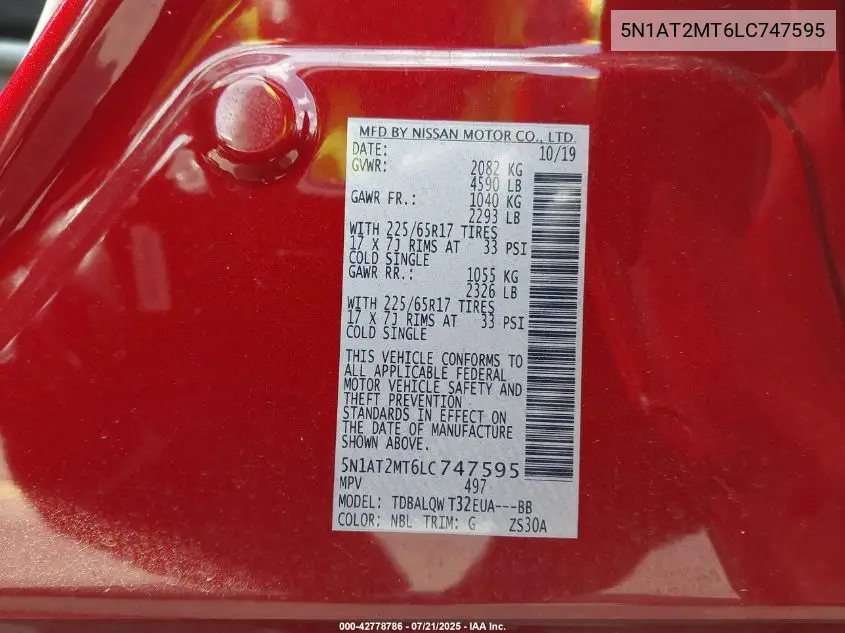 5N1AT2MT6LC747595
MFD BY NISSAN MOTOR CO., LTD.
DATE: 10/19
GVWR: 2082 KG
4590 LB
GAWR FR.: 1040 KG
2293 LB
WITH 225/65R17 TIRES
17 X 7J RIMS AT 33 PSI
COLD SINGLE
GAWR RR.: 1055 KG
2326 LB
WITH 225/65R17 TIRES
17 X 7J RIMS AT 33 PSI
COLD SINGLE
THIS VEHICLE CONFORMS TO
ALL APPLICABLE FEDERAL
MOTOR VEHICLE SAFETY AND
THEFT PREVENTION
STANDARDS IN EFFECT ON
THE DATE OF MANUFACTURE
SHOWN ABOVE.
5N1AT2MT6LC747595
MPV 497
MODEL: TDBALQW T32EUA---BB
COLOR: NBL TRIM: G ZS30A
000-42778786 - 07/21/2025 - IAA Inc.